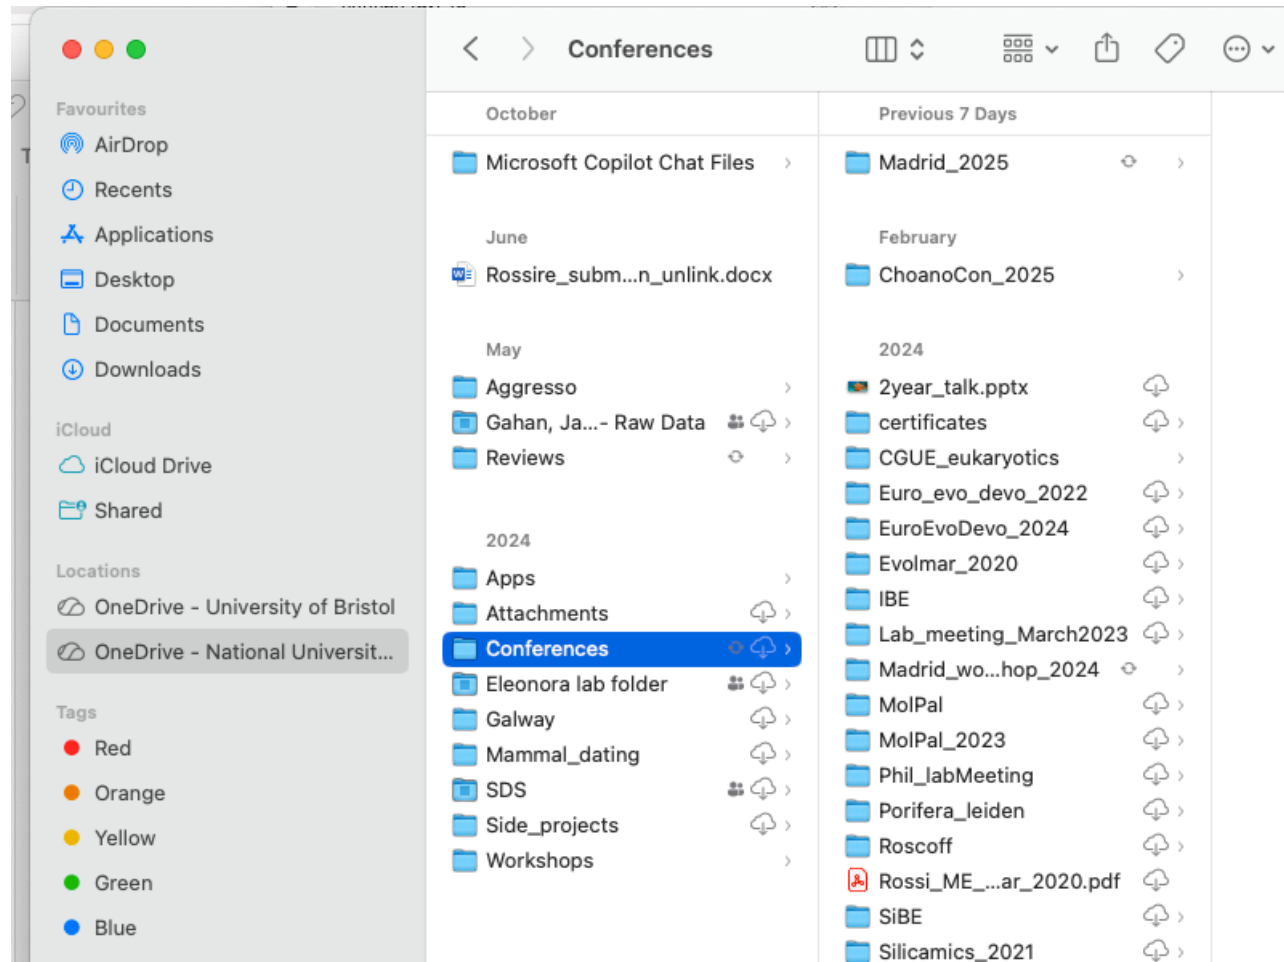 Conferences
Favourites
AirDrop
Recents
Applications
Desktop
Documents
Downloads
iCloud
iCloud Drive
Shared
Locations
OneDrive - University of Bristol
OneDrive - National Universit...
Tags
Red
Orange
Yellow
Green
Blue
October
Microsoft Copilot Chat Files
June
Rossire_subm...n_unlink.docx
May
Aggresso
Gahan, Ja...- Raw Data
Reviews
2024
Apps
Attachments
Conferences
Eleonora lab folder
Galway
Mammal_dating
SDS
Side_projects
Workshops
Previous 7 Days
Madrid_2025
February
ChoanoCon_2025
2024
2year_talk.pptx
certificates
CGUE_eukaryotics
Euro_evo_devo_2022
EuroEvoDevo_2024
Evolmar_2020
IBE
Lab_meeting_March2023
Madrid_wo...hop_2024
MolPal
MolPal_2023
Phil_labMeeting
Porifera_leiden
Roscoff
Rossi_ME_...ar_2020.pdf
SiBE
Silicamics_2021